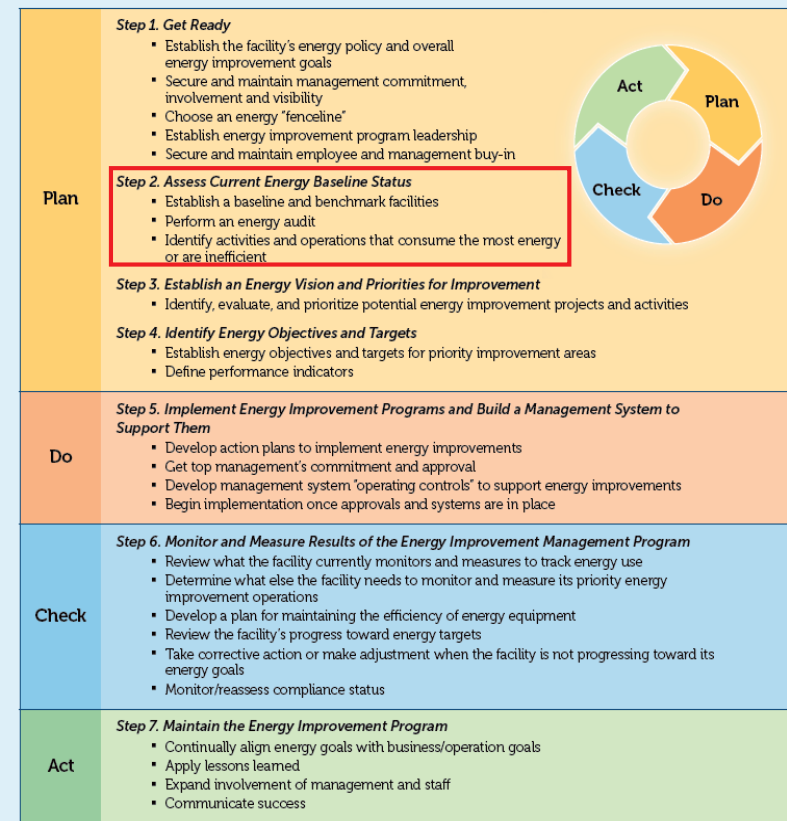 Plan
Step 1. Get Ready
▪ Establish the facility's energy policy and overall
energy improvement goals
▪ Secure and maintain management commitment,
involvement and visibility
▪ Choose an energy "fenceline"
▪ Establish energy improvement program leadership
▪ Secure and maintain employee and management buy-in
Step 2. Assess Current Energy Baseline Status
▪ Establish a baseline and benchmark facilities
▪ Perform an energy audit
▪ Identify activities and operations that consume the most energy
or are inefficient
Step 3. Establish an Energy Vision and Priorities for Improvement
▪ Identify, evaluate, and prioritize potential energy improvement projects and activities
Step 4. Identify Energy Objectives and Targets
▪ Establish energy objectives and targets for priority improvement areas
▪ Define performance indicators
Act
Plan
Check
Do
Do
Step 5. Implement Energy Improvement Programs and Build a Management System to
Support Them
▪ Develop action plans to implement energy improvements
▪ Get top management's commitment and approval
▪ Develop management system "operating controls" to support energy improvements
▪ Begin implementation once approvals and systems are in place
Check
Step 6. Monitor and Measure Results of the Energy Improvement Management Program
▪ Review what the facility currently monitors and measures to track energy use
▪ Determine what else the facility needs to monitor and measure its priority energy
improvement operations
▪ Develop a plan for maintaining the efficiency of energy equipment
▪ Review the facility's progress toward energy targets
▪ Take corrective action or make adjustment when the facility is not progressing toward its
energy goals
▪ Monitor/reassess compliance status
Act
Step 7. Maintain the Energy Improvement Program
▪ Continually align energy goals with business/operation goals
▪ Apply lessons learned
▪ Expand involvement of management and staff
▪ Communicate success